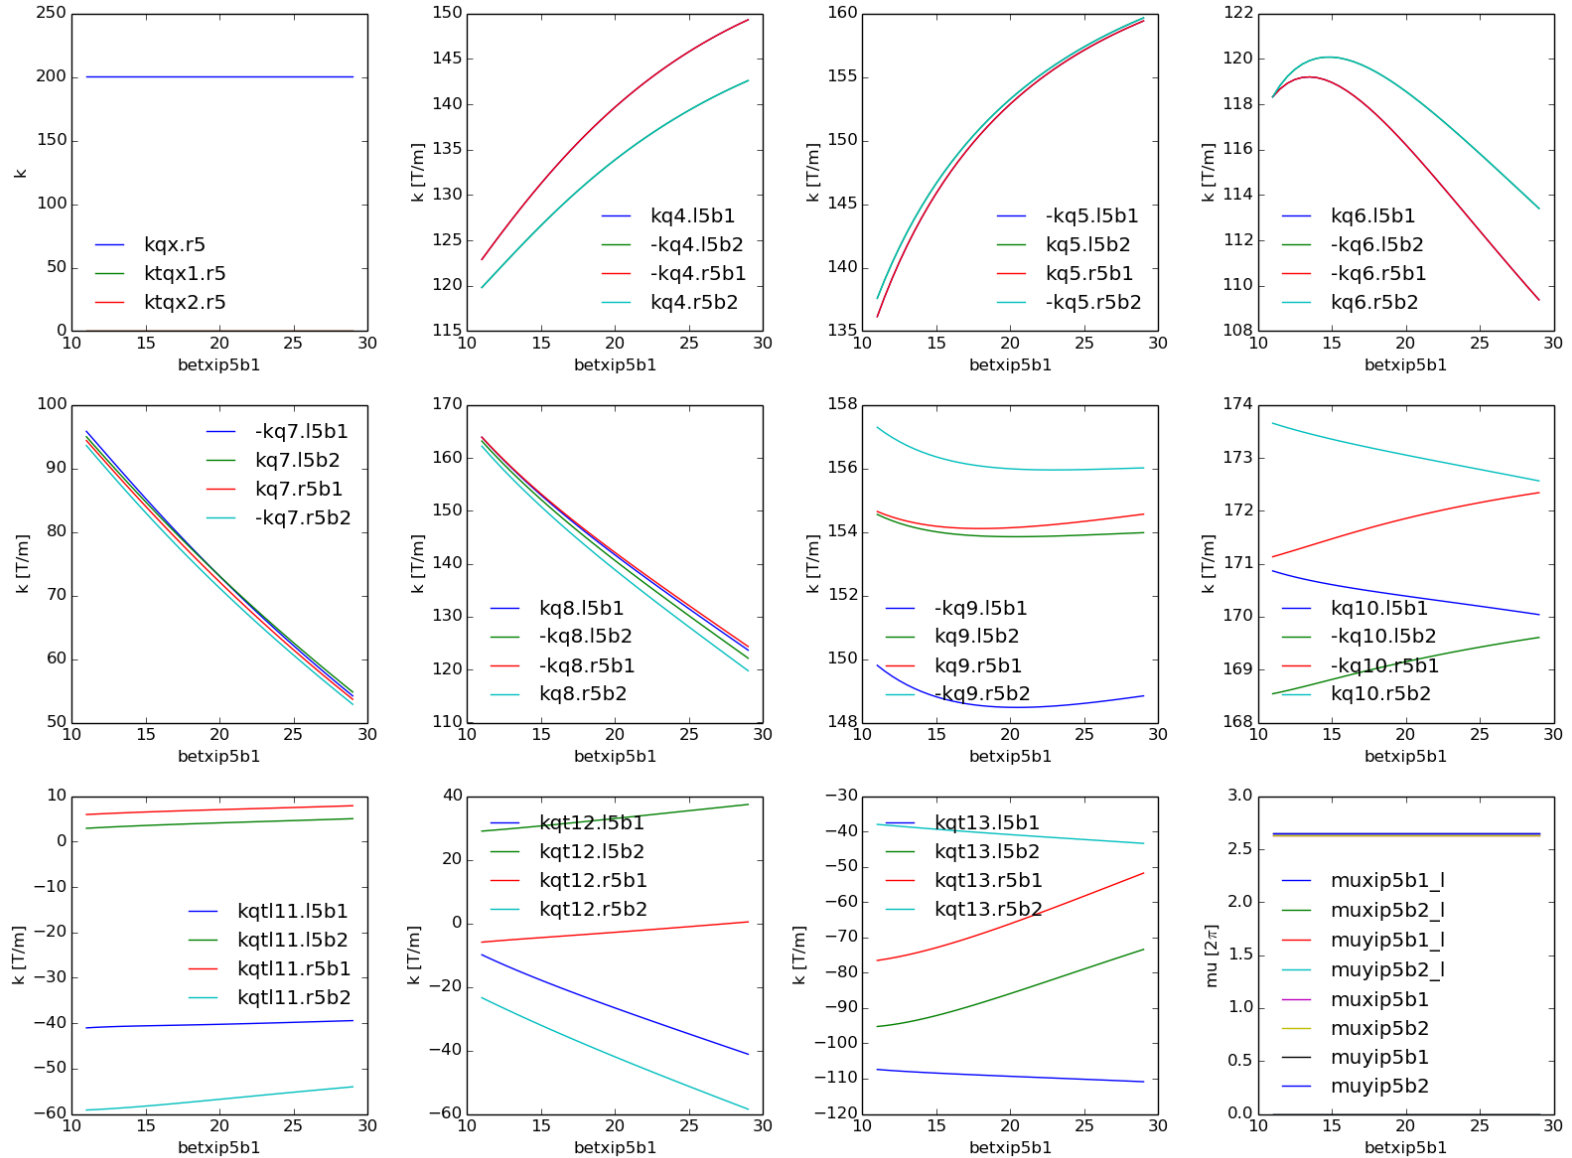 250
200
150
100
50
0
k
kqx.r5
ktqx1.r5
ktqx2.r5
10 15 20 25 30
betxip5b1
150
145
140
135
130
125
120
115
k [T/m]
kq4.l5b1
-kq4.l5b2
-kq4.r5b1
kq4.r5b2
10 15 20 25 30
betxip5b1
160
155
150
145
140
135
k [T/m]
-kq5.l5b1
kq5.l5b2
kq5.r5b1
-kq5.r5b2
10 15 20 25 30
betxip5b1
122
120
118
116
114
112
110
108
k [T/m]
kq6.l5b1
-kq6.l5b2
-kq6.r5b1
kq6.r5b2
10 15 20 25 30
betxip5b1
100
90
80
70
60
50
k [T/m]
-kq7.l5b1
kq7.l5b2
kq7.r5b1
-kq7.r5b2
10 15 20 25 30
betxip5b1
170
160
150
140
130
120
110
k [T/m]
kq8.l5b1
-kq8.l5b2
-kq8.r5b1
kq8.r5b2
10 15 20 25 30
betxip5b1
158
156
154
152
150
148
k [T/m]
-kq9.l5b1
kq9.l5b2
kq9.r5b1
-kq9.r5b2
10 15 20 25 30
betxip5b1
174
173
172
171
170
169
168
k [T/m]
kq10.l5b1
-kq10.l5b2
-kq10.r5b1
kq10.r5b2
10 15 20 25 30
betxip5b1
10
0
−10
−20
−30
−40
−50
−60
k [T/m]
kqtl11.l5b1
kqtl11.l5b2
kqtl11.r5b1
kqtl11.r5b2
10 15 20 25 30
betxip5b1
40
20
0
−20
−40
−60
k [T/m]
kqt12.l5b1
kqt12.l5b2
kqt12.r5b1
kqt12.r5b2
10 15 20 25 30
betxip5b1
−30
−40
−50
−60
−70
−80
−90
−100
−110
−120
k [T/m]
kqt13.l5b1
kqt13.l5b2
kqt13.r5b1
kqt13.r5b2
10 15 20 25 30
betxip5b1
3.0
2.5
2.0
1.5
1.0
0.5
0.0
mu [2π]
muxip5b1_l
muxip5b2_l
muyip5b1_l
muyip5b2_l
muxip5b1
muxip5b2
muyip5b1
muyip5b2
10 15 20 25 30
betxip5b1